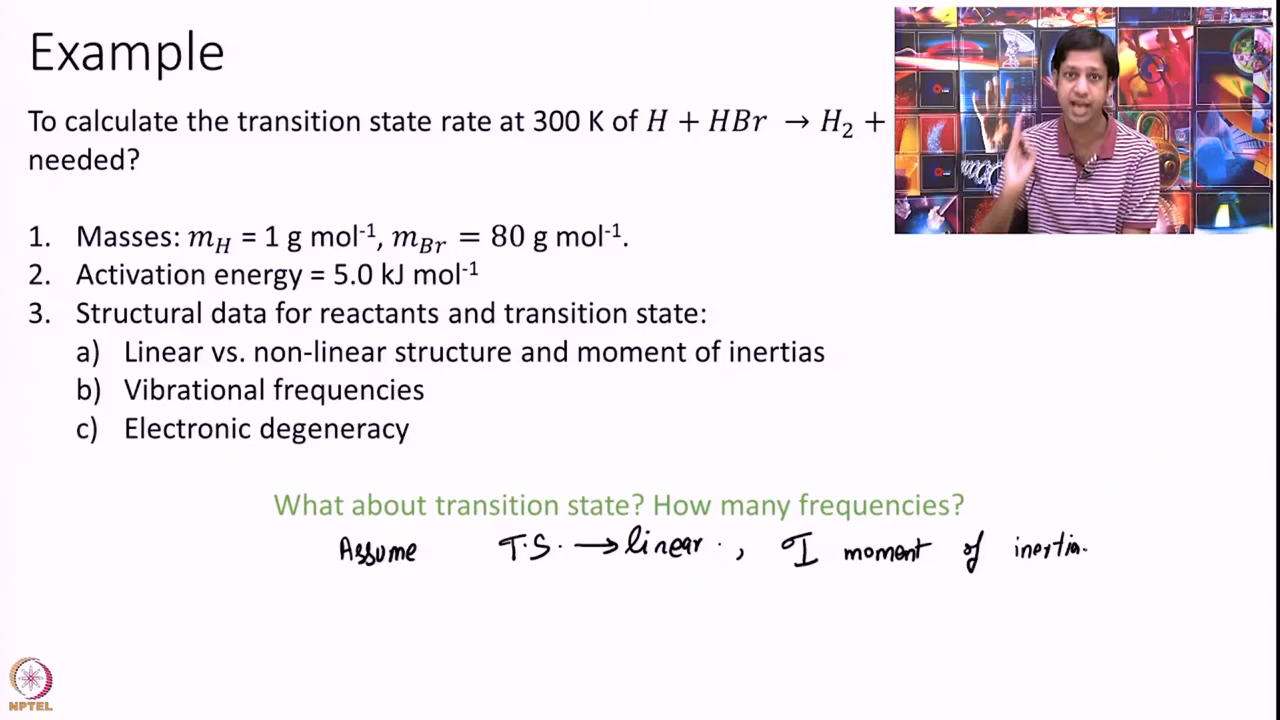 Example
To calculate the transition state rate at 300 K of H + HBr → H₂ +
needed?
1. Masses: m_H = 1 g mol⁻¹, m_Br = 80 g mol⁻¹.
2. Activation energy = 5.0 kJ mol⁻¹
3. Structural data for reactants and transition state:
a) Linear vs. non-linear structure and moment of inertias
b) Vibrational frequencies
c) Electronic degeneracy
What about transition state? How many frequencies?
Assume T.S. → linear. , I moment of inertia.
NPTEL